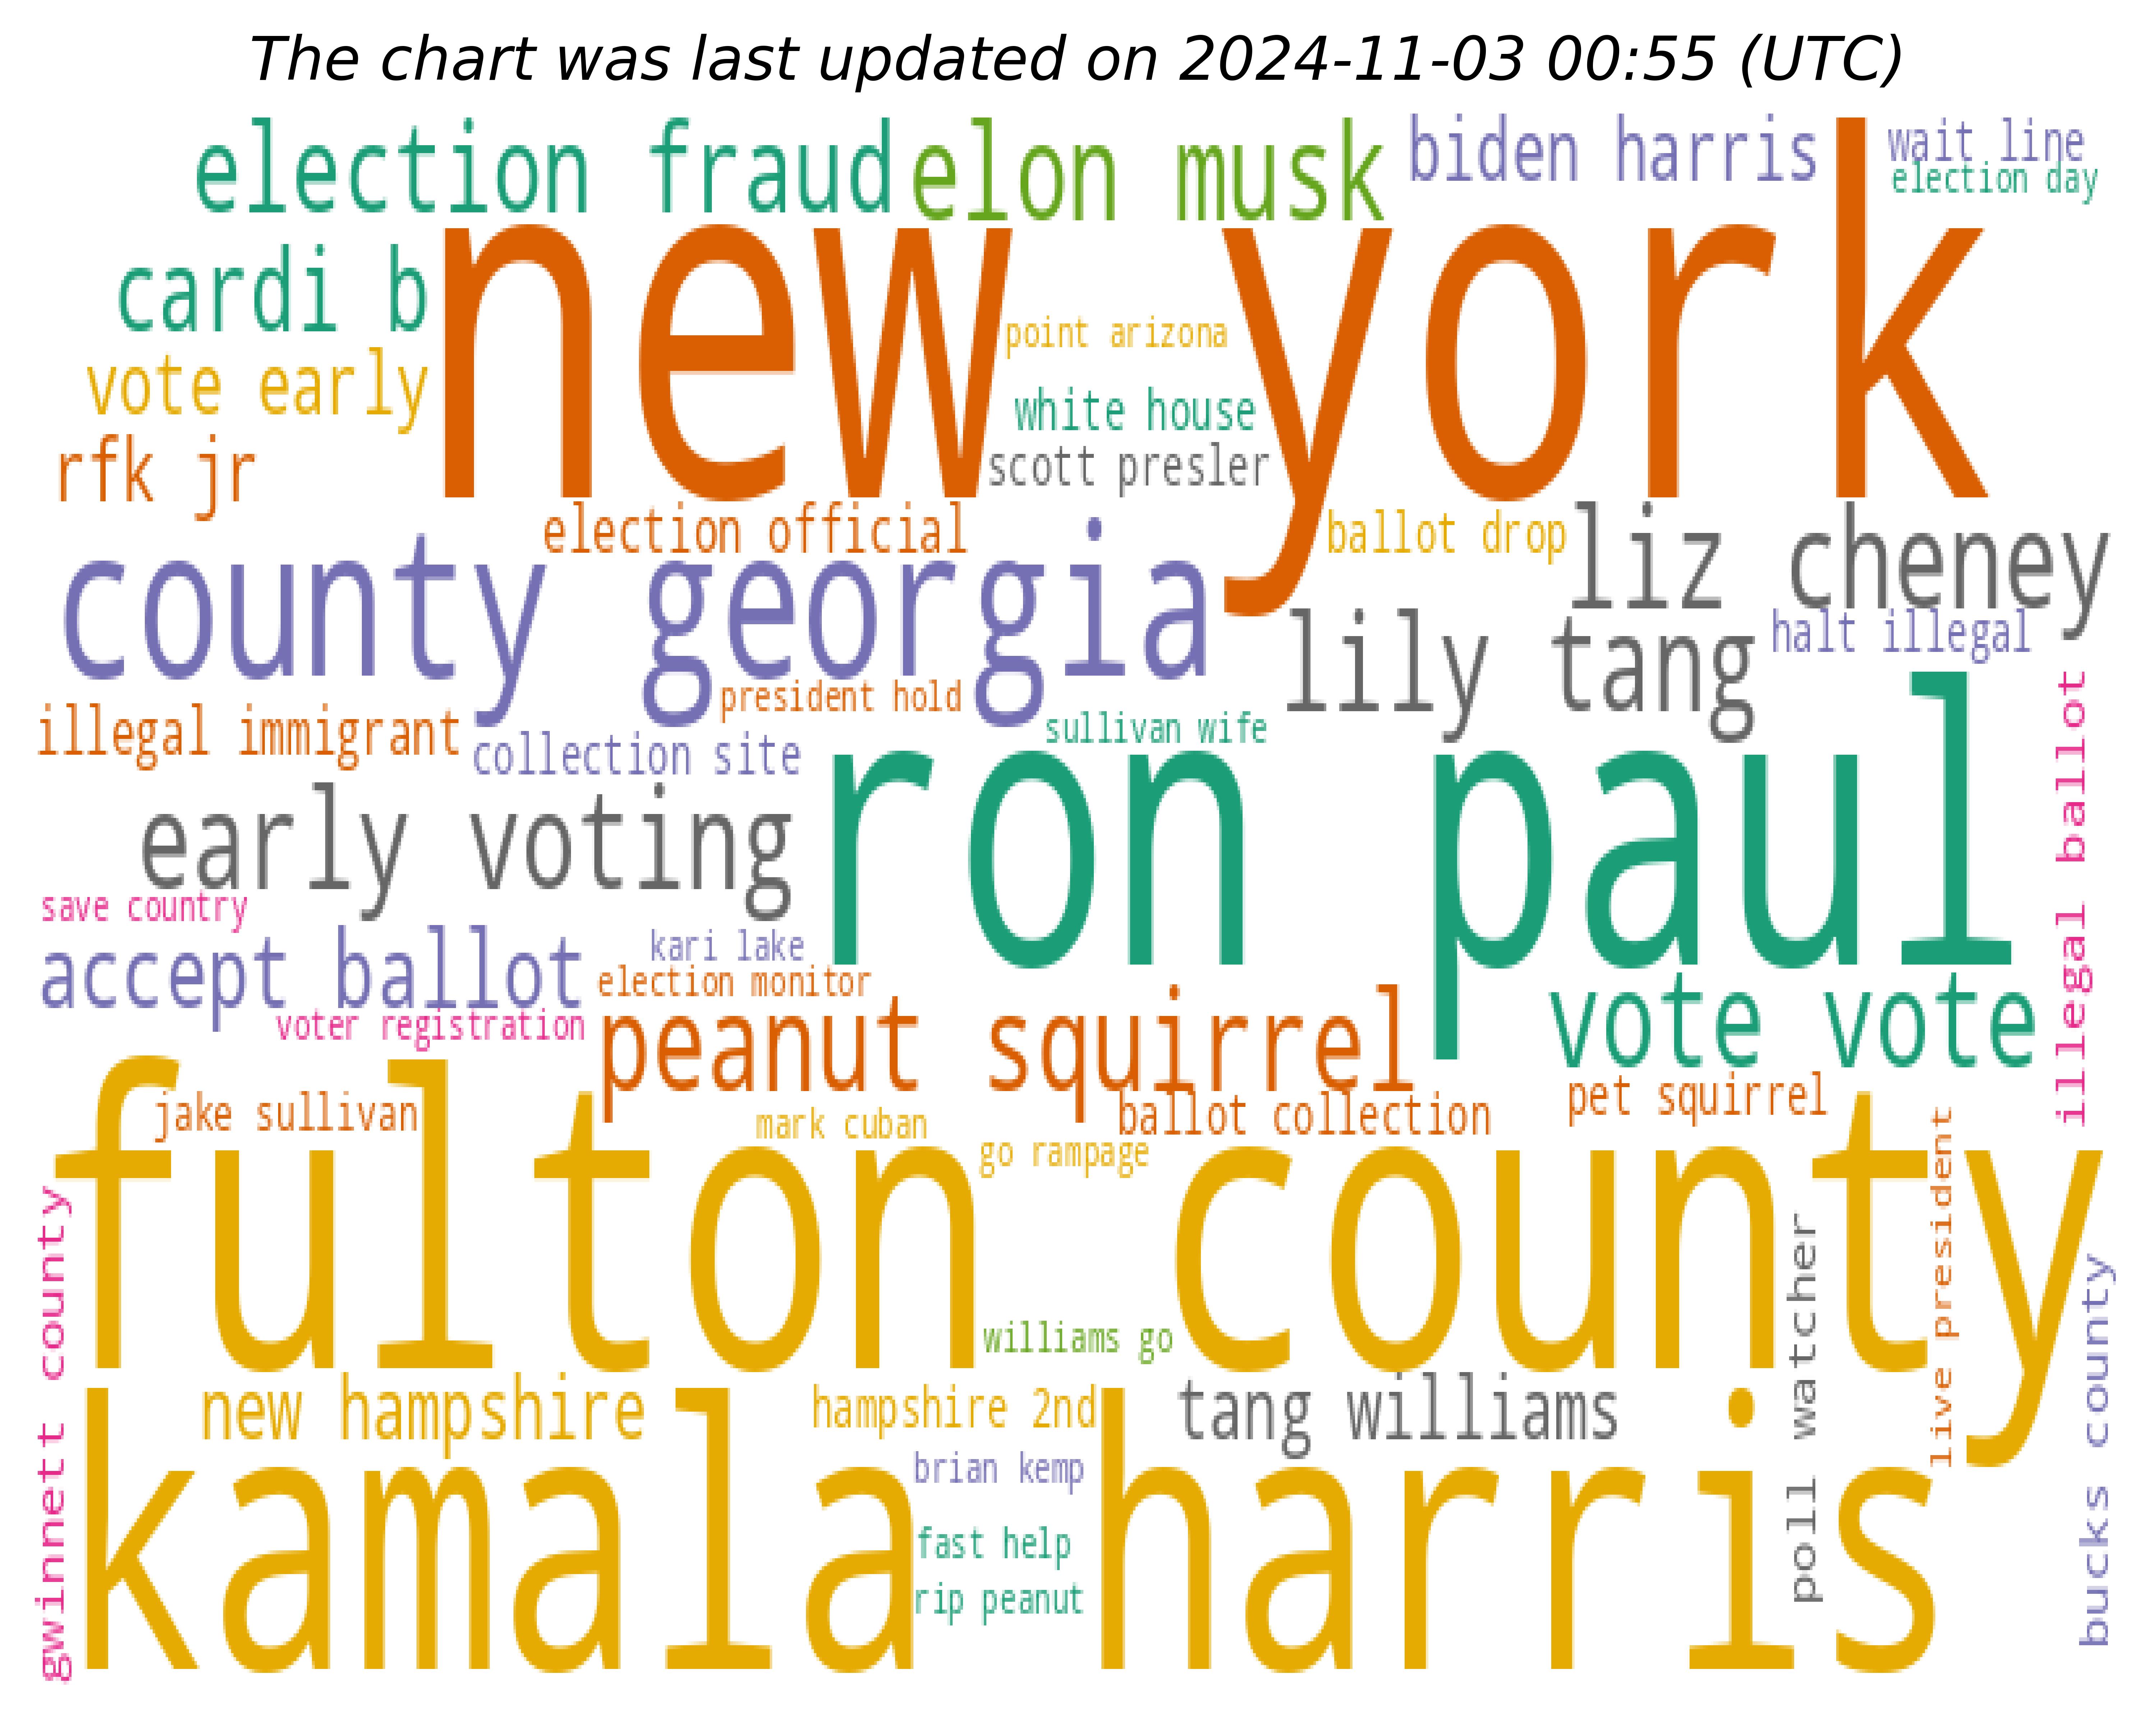 The chart was last updated on 2024-11-03 00:55 (UTC)
election fraud
elon musk
biden harris
wait line
election day
cardi b
new york
point arizona
vote early
white house
rfk jr
scott presler
election official
ballot drop
liz cheney
county georgia
lily tang
halt illegal
president hold
sullivan wife
illegal immigrant
collection site
ron paul
illegal ballot
early voting
save country
accept ballot
kari lake
election monitor
voter registration
peanut squirrel
vote vote
jake sullivan
mark cuban
ballot collection
pet squirrel
go rampage
fulton county
gwinnett county
williams go
poll watcher
live president
bucks county
new hampshire
hampshire 2nd
tang williams
kamala harris
brian kemp
fast help
rip peanut